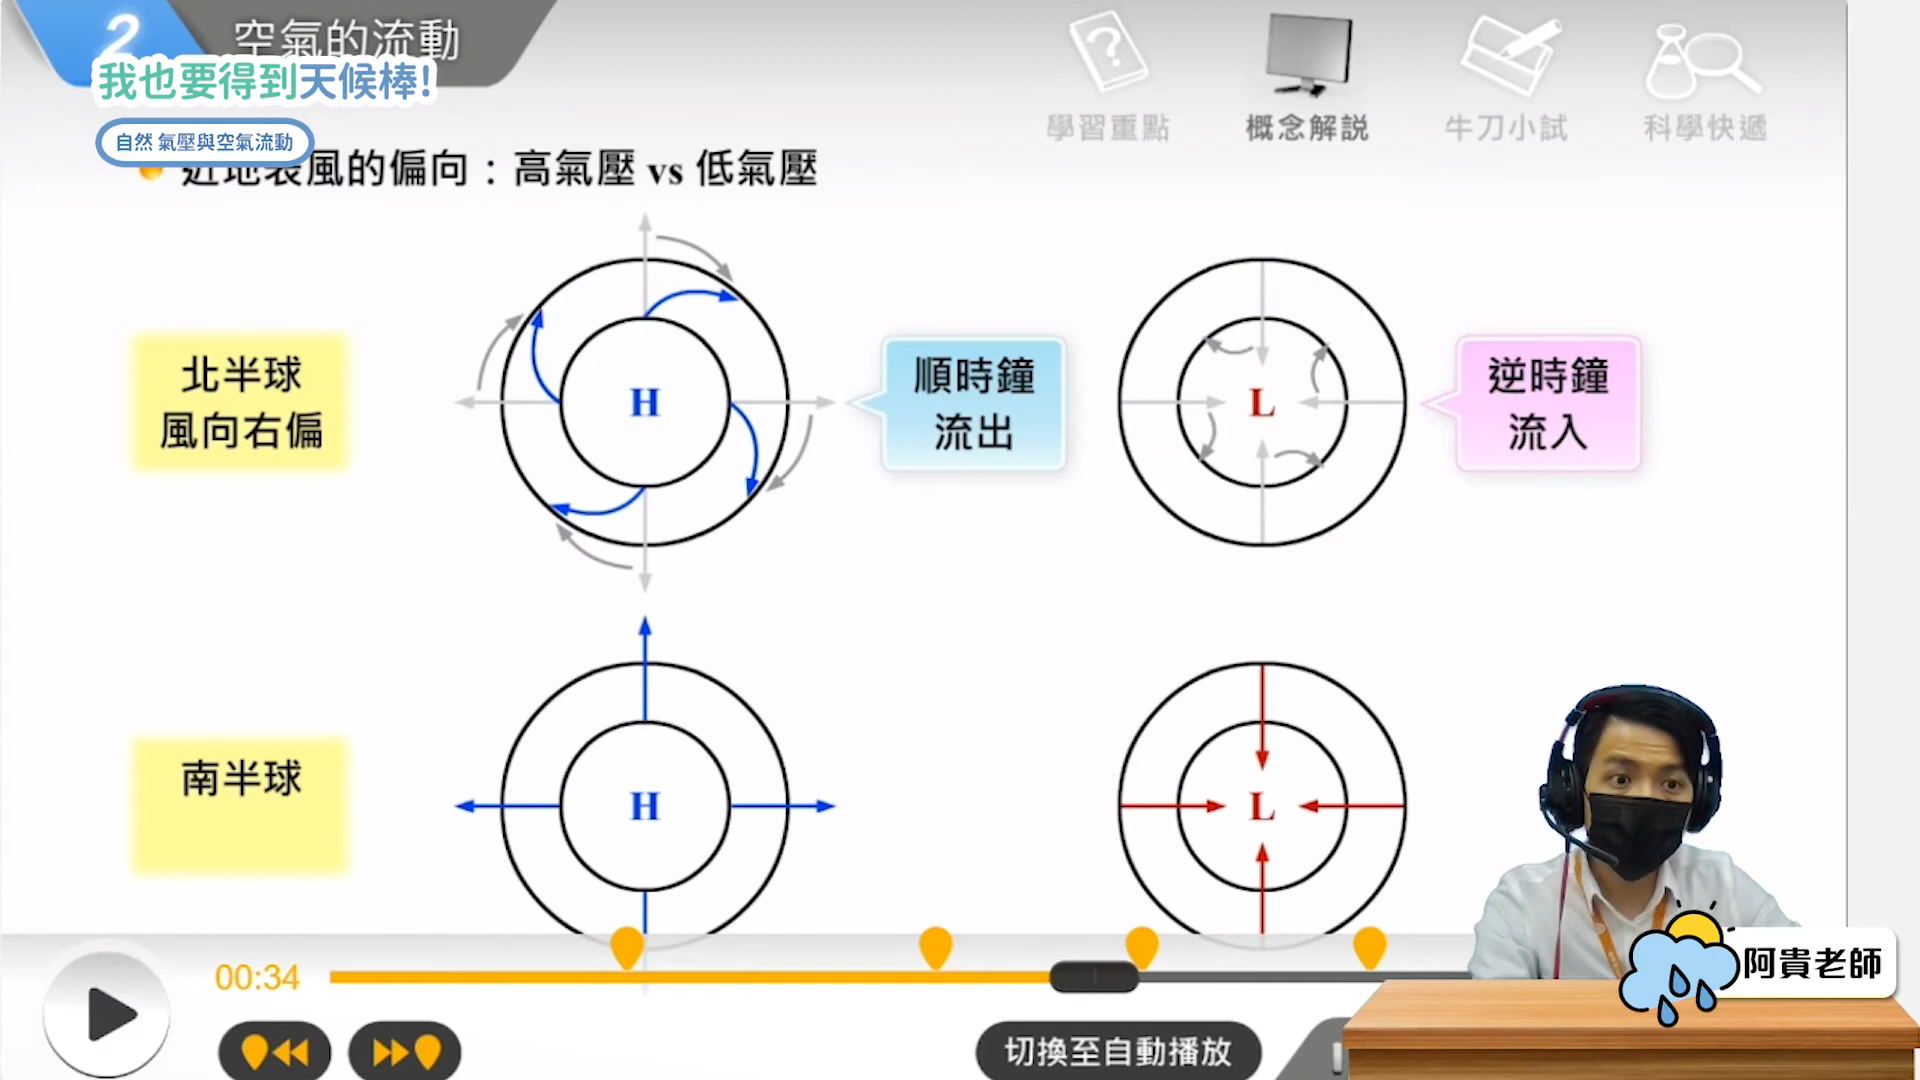 2
空氣的流動
我也要得到天候棒!
自然 氣壓與空氣流動
學習重點
概念解說
牛刀小試
科學快遞
近地表風的偏向：高氣壓 vs 低氣壓
北半球
風向右偏
H
順時鐘
流出
L
逆時鐘
流入
南半球
H
L
阿貴老師
00:34
切換至自動播放